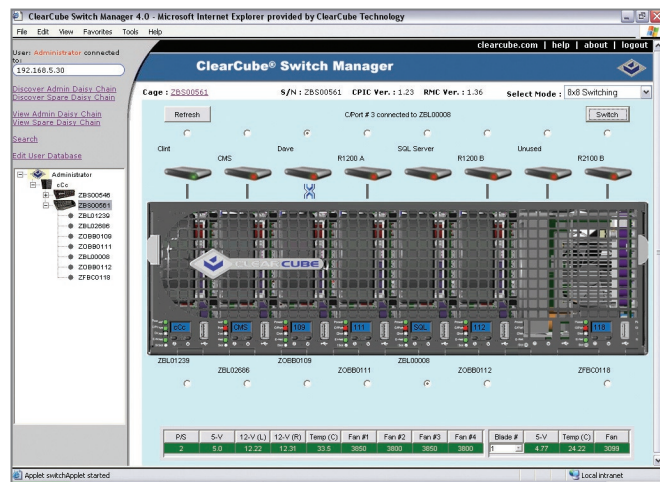 ClearCube Switch Manager 4.0 - Microsoft Internet Explorer provided by ClearCube Technology
File Edit View Favorites Tools Help
clearcube.com | help | about | logout
User: Administrator connected to:
192.168.5.30
ClearCube® Switch Manager
Discover Admin Daisy Chain
Discover Spare Daisy Chain
View Admin Daisy Chain
View Spare Daisy Chain
Search
Edit User Database
Administrator
cCc
ZBS00546
ZBS00561
ZBL01239
ZBL02686
ZOBB0109
ZOBB0111
ZBL00008
ZOBB0112
ZFBC0118
Cage : ZBS00561 S/N : ZBS00561 CPIC Ver. : 1.23 RMC Ver. : 1.36 Select Mode : 8x8 Switching
Refresh C/Port # 3 connected to ZBL00008 Switch
Clint Dave SQL Server Unused
CMS R1200 A R1200 B R2100 B
CLEARCUBE
cCc CMS 109 111 SQL 112 118
ZBL01239 ZOBB0109 ZBL00008
ZBL02686 ZOBB0111 ZOBB0112 ZFBC0118
P/S 5-V 12-V (L) 12-V (R) Temp (C) Fan #1 Fan #2 Fan #3 Fan #4 Blade # 5-V Temp (C) Fan
2 5.0 12.22 12.31 33.5 3850 3800 3850 3800 1 4.77 24.22 3099
Applet switchApplet started Local intranet